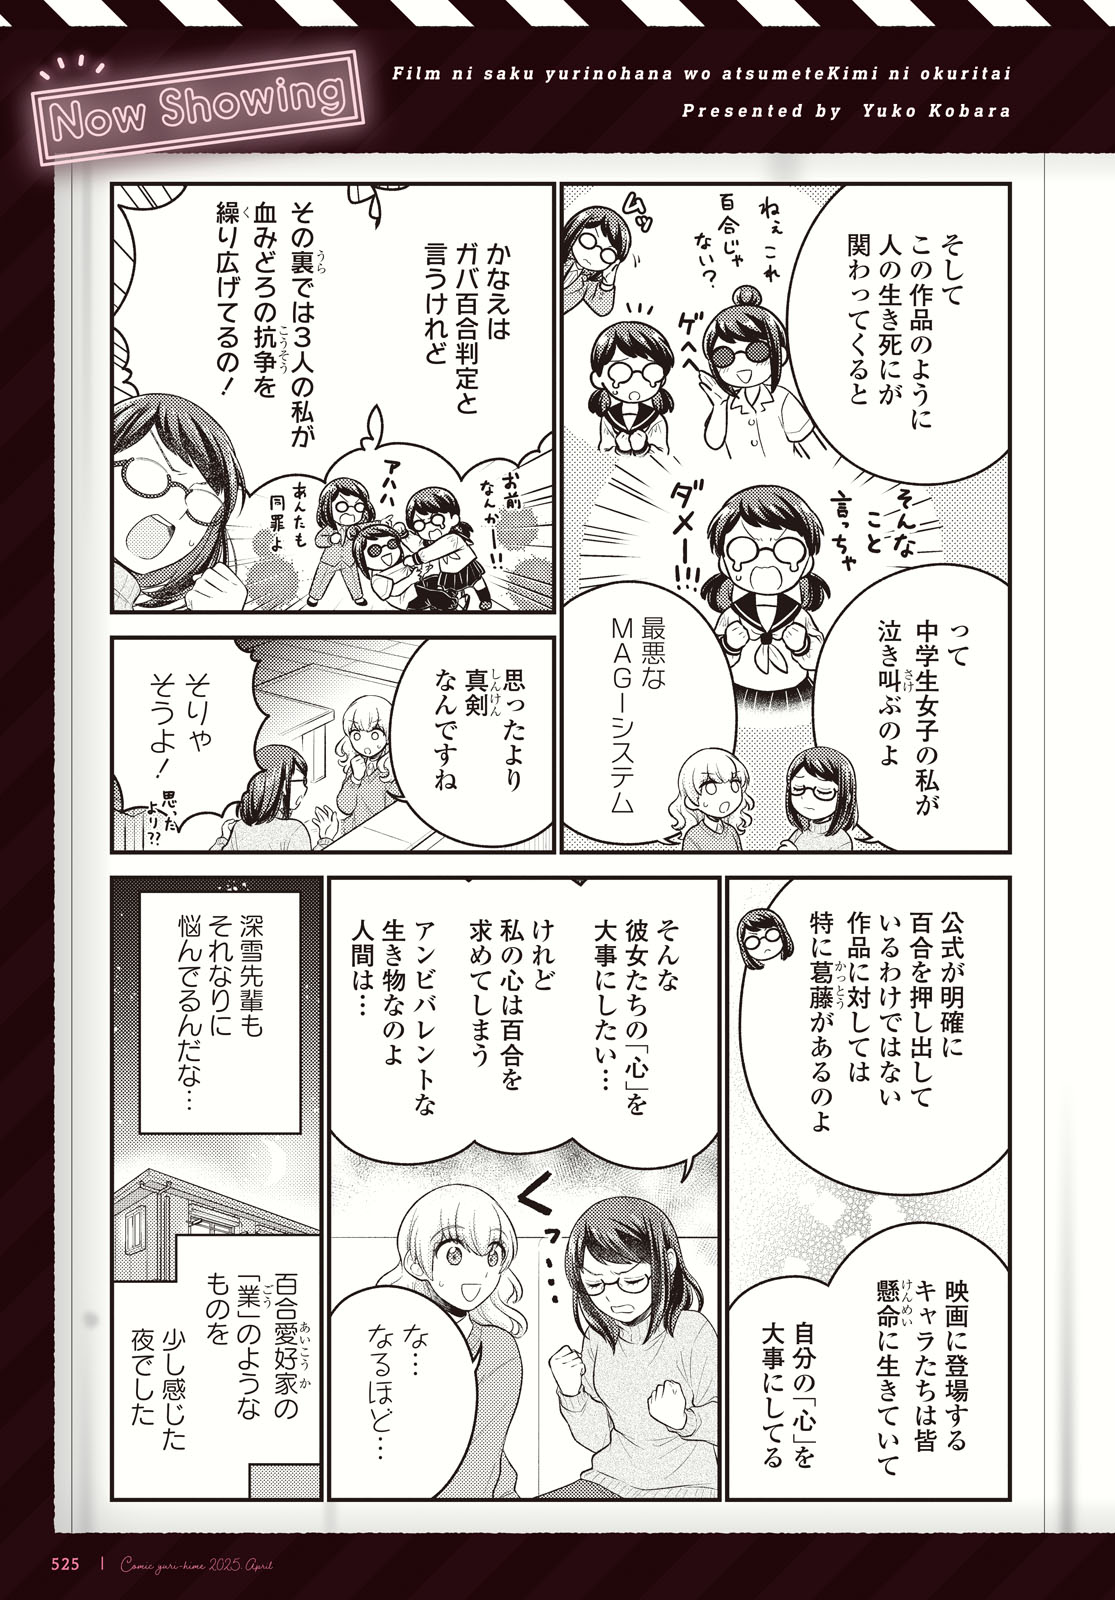 Now Showing
Film ni saku yurinohana wo atsumeteKimi ni okuritai
Presented by Yuko Kobara
そして
この作品のように
人の生き死にが
関わってくると
ねぇ これ
百合じゃ
ない?
ムッ
ゲヘヘ
そんな
こと
言っちゃ
ダメー!!!
って
中学生女子の私が
泣き叫ぶのよ
最悪な
MAGIシステム
かなえは
ガバ百合判定と
言うけれど
その裏では3人の私が
血みどろの抗争を
繰り広げてるの!
お前
なんかー!!
アハハ
あんたも
同罪よ
思ったより
真剣
なんですね
そりゃ
そうよ!
思った
より??
公式が明確に
百合を押し出して
いるわけではない
作品に対しては
特に葛藤があるのよ
映画に登場する
キャラたちは皆
懸命に生きていて
自分の「心」を
大事にしてる
そんな
彼女たちの「心」を
大事にしたい…
けれど
私の心は百合を
求めてしまう
アンビバレントな
生き物なのよ
人間は…
くっ…
な…
なるほど…
深雪先輩も
それなりに
悩んでるんだな…
百合愛好家の
「業」のような
ものを
少し感じた
夜でした
525 | Comic yuri-hime 2025. April